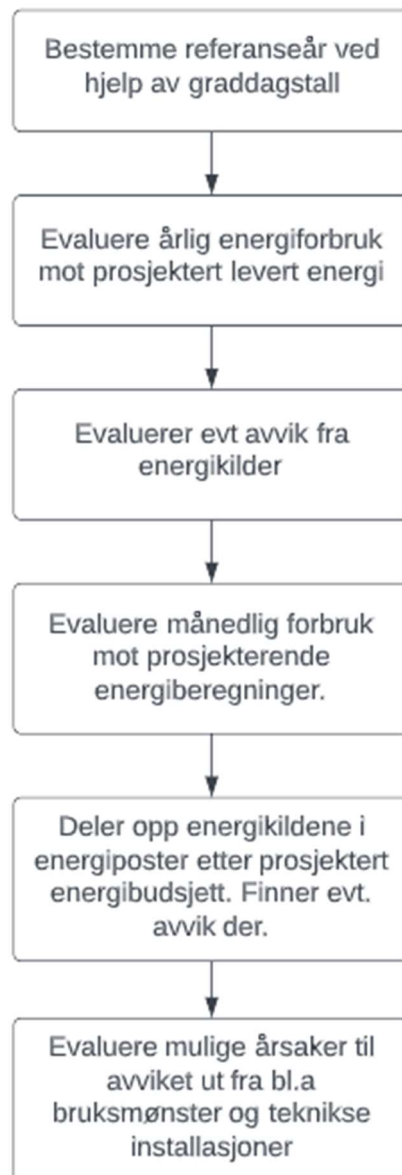 Bestemme referanseår ved
hjelp av graddagstall
Evaluere årlig energiforbruk
mot prosjektert levert energi
Evaluerer evt avvik fra
energikilder
Evaluere månedlig forbruk
mot prosjekterende
energiberegninger.
Deler opp energikildene i
energiposter etter prosjektert
energibudsjett. Finner evt.
avvik der.
Evaluere mulige årsaker til
avviket ut fra bl.a
bruksmønster og teknikse
installasjoner